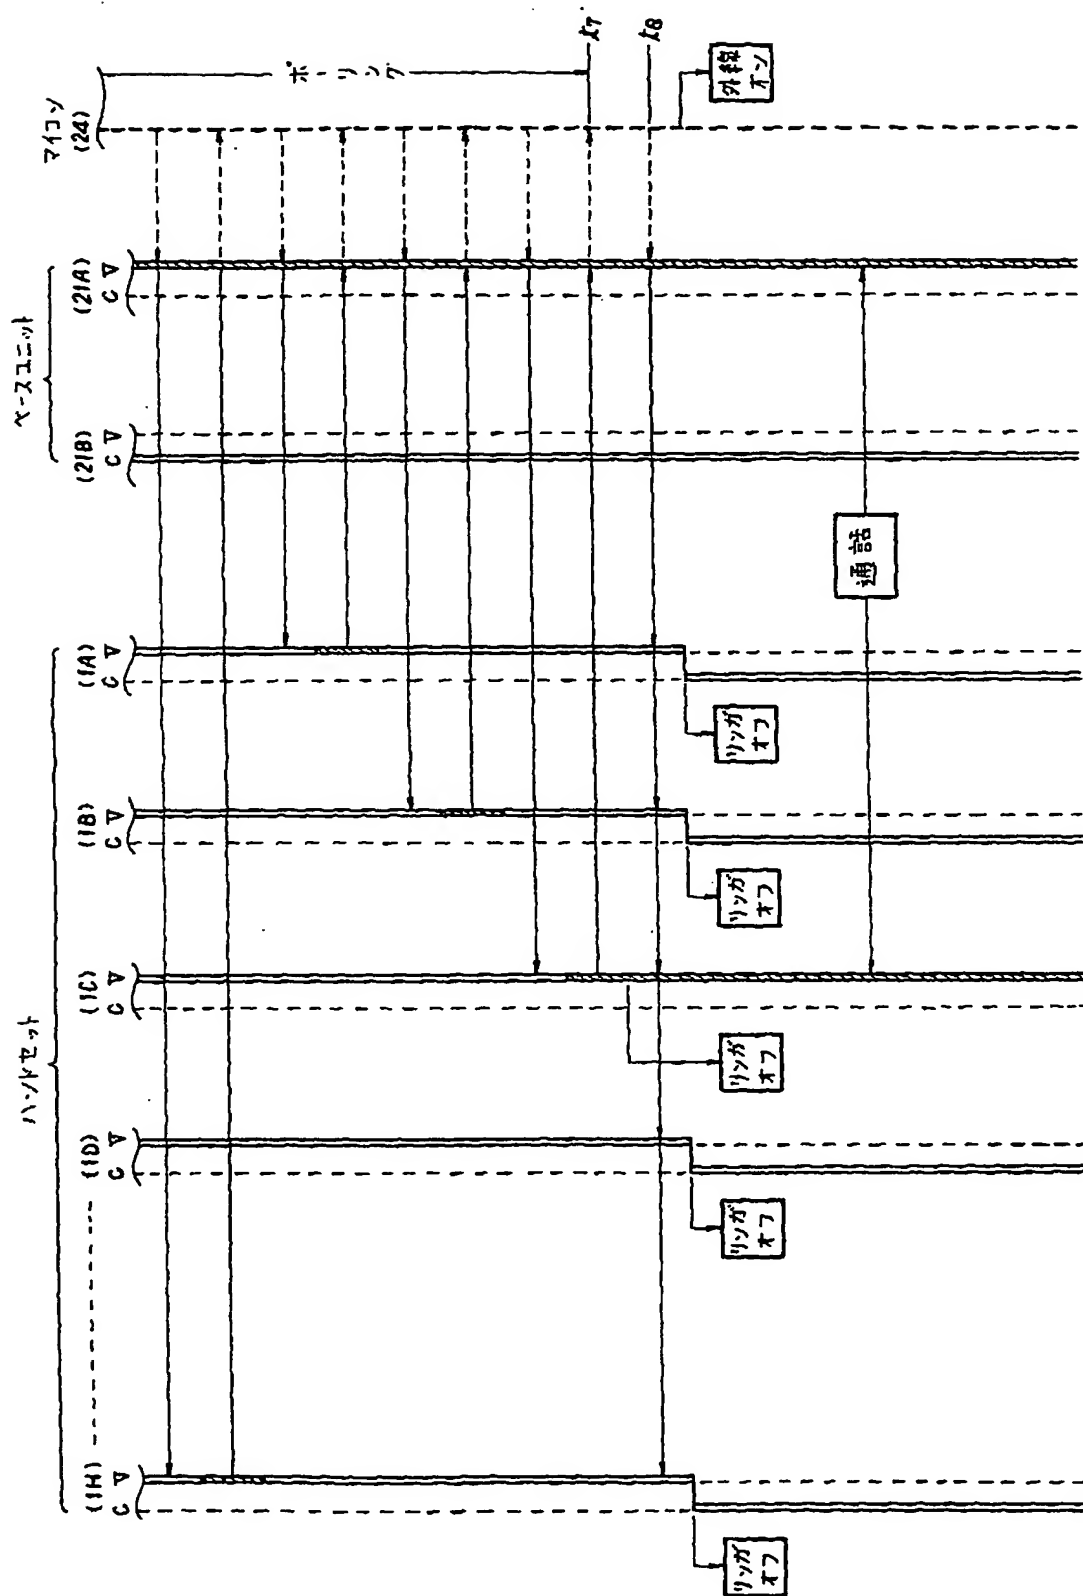 ハンドセット
ベースユニット
マイコン
(1H)
(1D)
(1C)
(1B)
(1A)
(21B)
(21A)
(24)
C V
C V
C V
C V
C V
C V
C V
ポーリング
t7
t8
外線
オン
リンガ
オフ
リンガ
オフ
リンガ
オフ
リンガ
オフ
リンガ
オフ
通話